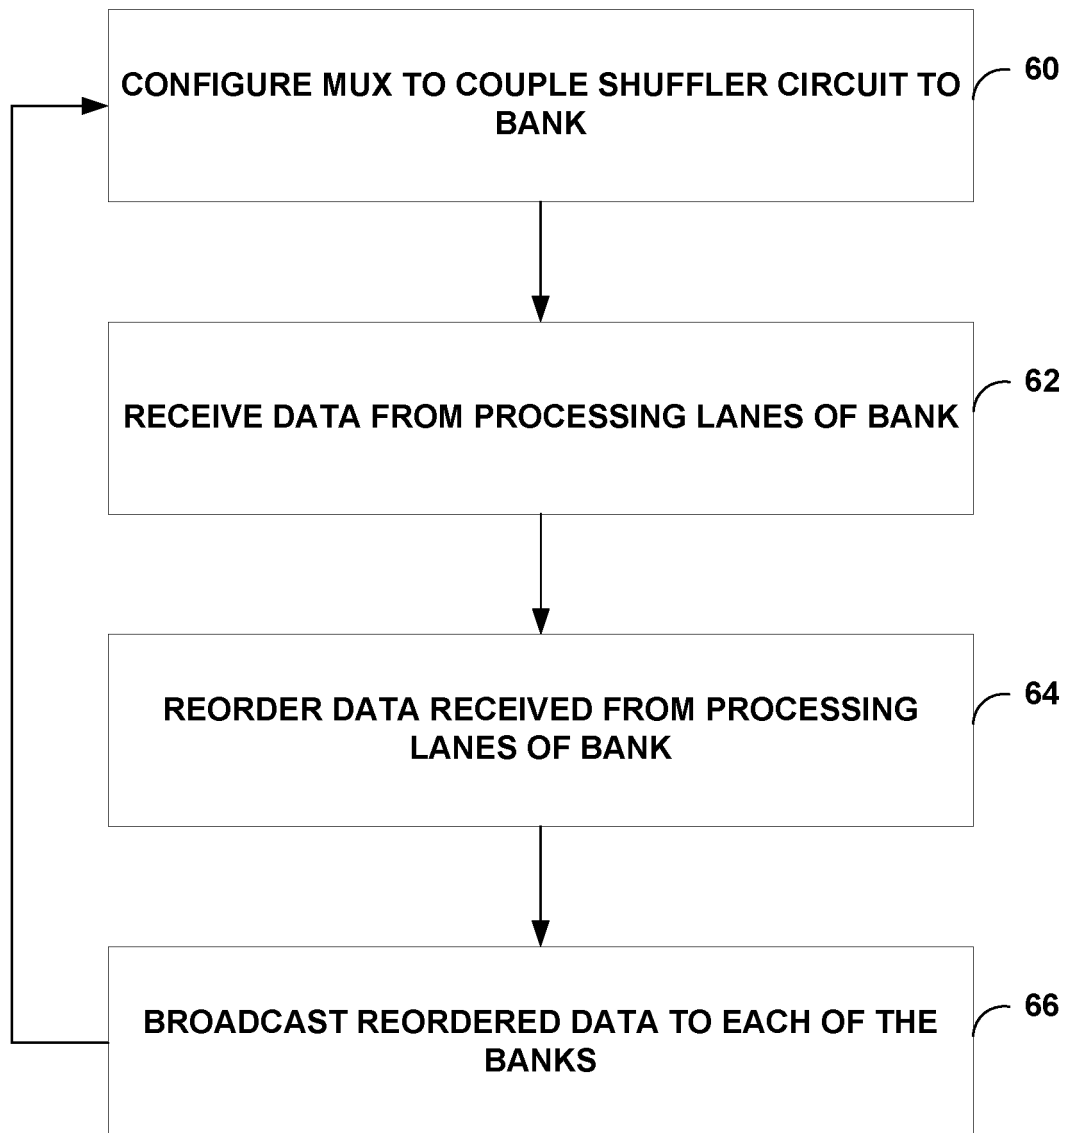 CONFIGURE MUX TO COUPLE SHUFFLER CIRCUIT TO
BANK
60
RECEIVE DATA FROM PROCESSING LANES OF BANK
62
REORDER DATA RECEIVED FROM PROCESSING
LANES OF BANK
64
BROADCAST REORDERED DATA TO EACH OF THE
BANKS
66